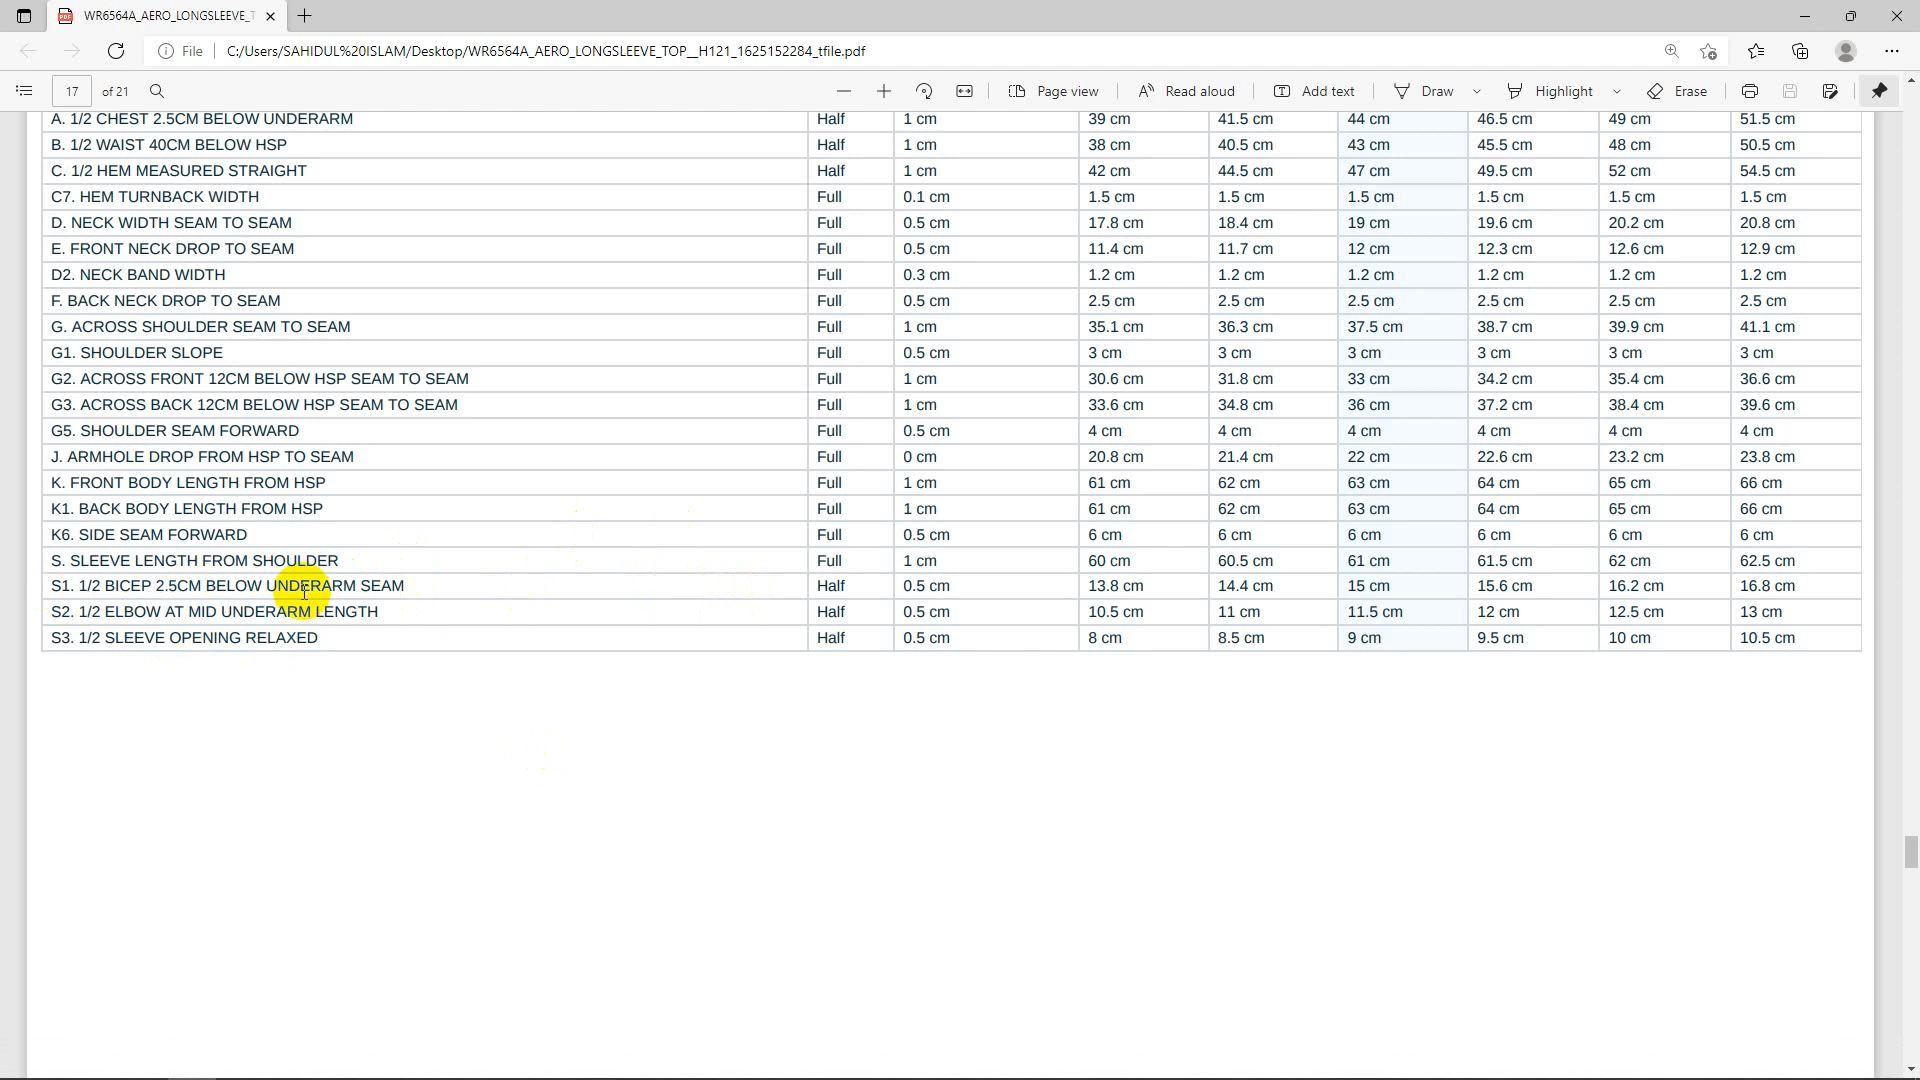 WR6564A_AERO_LONGSLEEVE_T
File C:/Users/SAHIDUL%20ISLAM/Desktop/WR6564A_AERO_LONGSLEEVE_TOP__H121_1625152284_tfile.pdf
17 of 21 Page view Read aloud Add text Draw Highlight Erase
A. 1/2 CHEST 2.5CM BELOW UNDERARM Half 1 cm 39 cm 41.5 cm 44 cm 46.5 cm 49 cm 51.5 cm
B. 1/2 WAIST 40CM BELOW HSP Half 1 cm 38 cm 40.5 cm 43 cm 45.5 cm 48 cm 50.5 cm
C. 1/2 HEM MEASURED STRAIGHT Half 1 cm 42 cm 44.5 cm 47 cm 49.5 cm 52 cm 54.5 cm
C7. HEM TURNBACK WIDTH Full 0.1 cm 1.5 cm 1.5 cm 1.5 cm 1.5 cm 1.5 cm 1.5 cm
D. NECK WIDTH SEAM TO SEAM Full 0.5 cm 17.8 cm 18.4 cm 19 cm 19.6 cm 20.2 cm 20.8 cm
E. FRONT NECK DROP TO SEAM Full 0.5 cm 11.4 cm 11.7 cm 12 cm 12.3 cm 12.6 cm 12.9 cm
D2. NECK BAND WIDTH Full 0.3 cm 1.2 cm 1.2 cm 1.2 cm 1.2 cm 1.2 cm 1.2 cm
F. BACK NECK DROP TO SEAM Full 0.5 cm 2.5 cm 2.5 cm 2.5 cm 2.5 cm 2.5 cm 2.5 cm
G. ACROSS SHOULDER SEAM TO SEAM Full 1 cm 35.1 cm 36.3 cm 37.5 cm 38.7 cm 39.9 cm 41.1 cm
G1. SHOULDER SLOPE Full 0.5 cm 3 cm 3 cm 3 cm 3 cm 3 cm 3 cm
G2. ACROSS FRONT 12CM BELOW HSP SEAM TO SEAM Full 1 cm 30.6 cm 31.8 cm 33 cm 34.2 cm 35.4 cm 36.6 cm
G3. ACROSS BACK 12CM BELOW HSP SEAM TO SEAM Full 1 cm 33.6 cm 34.8 cm 36 cm 37.2 cm 38.4 cm 39.6 cm
G5. SHOULDER SEAM FORWARD Full 0.5 cm 4 cm 4 cm 4 cm 4 cm 4 cm 4 cm
J. ARMHOLE DROP FROM HSP TO SEAM Full 0 cm 20.8 cm 21.4 cm 22 cm 22.6 cm 23.2 cm 23.8 cm
K. FRONT BODY LENGTH FROM HSP Full 1 cm 61 cm 62 cm 63 cm 64 cm 65 cm 66 cm
K1. BACK BODY LENGTH FROM HSP Full 1 cm 61 cm 62 cm 63 cm 64 cm 65 cm 66 cm
K6. SIDE SEAM FORWARD Full 0.5 cm 6 cm 6 cm 6 cm 6 cm 6 cm 6 cm
S. SLEEVE LENGTH FROM SHOULDER Full 1 cm 60 cm 60.5 cm 61 cm 61.5 cm 62 cm 62.5 cm
S1. 1/2 BICEP 2.5CM BELOW UNDERARM SEAM Half 0.5 cm 13.8 cm 14.4 cm 15 cm 15.6 cm 16.2 cm 16.8 cm
S2. 1/2 ELBOW AT MID UNDERARM LENGTH Half 0.5 cm 10.5 cm 11 cm 11.5 cm 12 cm 12.5 cm 13 cm
S3. 1/2 SLEEVE OPENING RELAXED Half 0.5 cm 8 cm 8.5 cm 9 cm 9.5 cm 10 cm 10.5 cm